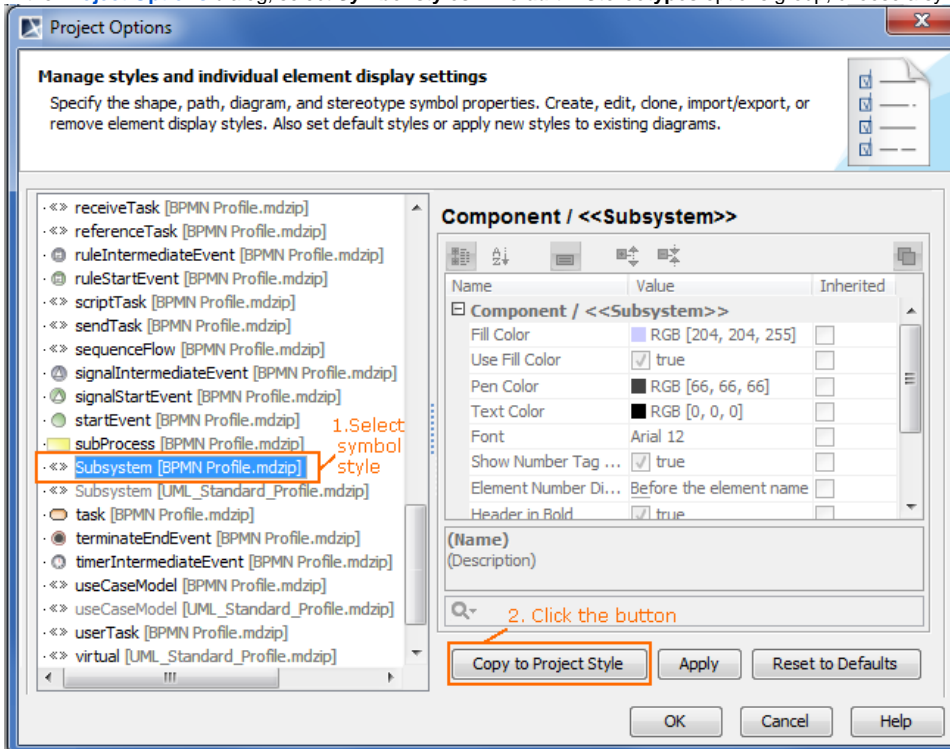 Project Options
Manage styles and individual element display settings
Specify the shape, path, diagram, and stereotype symbol properties. Create, edit, clone, import/export, or
remove element display styles. Also set default styles or apply new styles to existing diagrams.
«» receiveTask [BPMN Profile.mdzip]
«» referenceTask [BPMN Profile.mdzip]
ruleIntermediateEvent [BPMN Profile.mdzip]
ruleStartEvent [BPMN Profile.mdzip]
«» scriptTask [BPMN Profile.mdzip]
«» sendTask [BPMN Profile.mdzip]
«» sequenceFlow [BPMN Profile.mdzip]
signalIntermediateEvent [BPMN Profile.mdzip]
signalStartEvent [BPMN Profile.mdzip]
startEvent [BPMN Profile.mdzip]
subProcess [BPMN Profile.mdzip]
«» Subsystem [BPMN Profile.mdzip]
«» Subsystem [UML_Standard_Profile.mdzip]
task [BPMN Profile.mdzip]
terminateEndEvent [BPMN Profile.mdzip]
timerIntermediateEvent [BPMN Profile.mdzip]
«» useCaseModel [BPMN Profile.mdzip]
«» useCaseModel [UML_Standard_Profile.mdzip]
«» userTask [BPMN Profile.mdzip]
«» virtual [UML_Standard_Profile.mdzip]
1.Select
symbol
style
Component / <<Subsystem>>
Name Value Inherited
Component / <<Subsystem>>
Fill Color RGB [204, 204, 255]
Use Fill Color true
Pen Color RGB [66, 66, 66]
Text Color RGB [0, 0, 0]
Font Arial 12
Show Number Tag ... true
Element Number Di... Before the element name
Header in Bold true
(Name)
(Description)
2. Click the button
Copy to Project Style Apply Reset to Defaults
OK Cancel Help